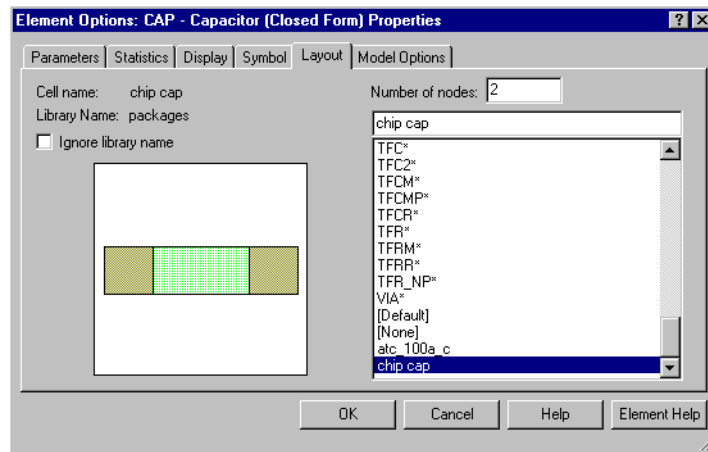 Element Options: CAP - Capacitor (Closed Form) Properties
Parameters Statistics Display Symbol Layout Model Options
Cell name: chip cap
Library Name: packages
Ignore library name
Number of nodes: 2
chip cap
TFC*
TFC2*
TFCM*
TFCMP*
TFCR*
TFR*
TFRM*
TFRR*
TFR_NP*
VIA*
[Default]
[None]
atc_100a_c
chip cap
OK Cancel Help Element Help